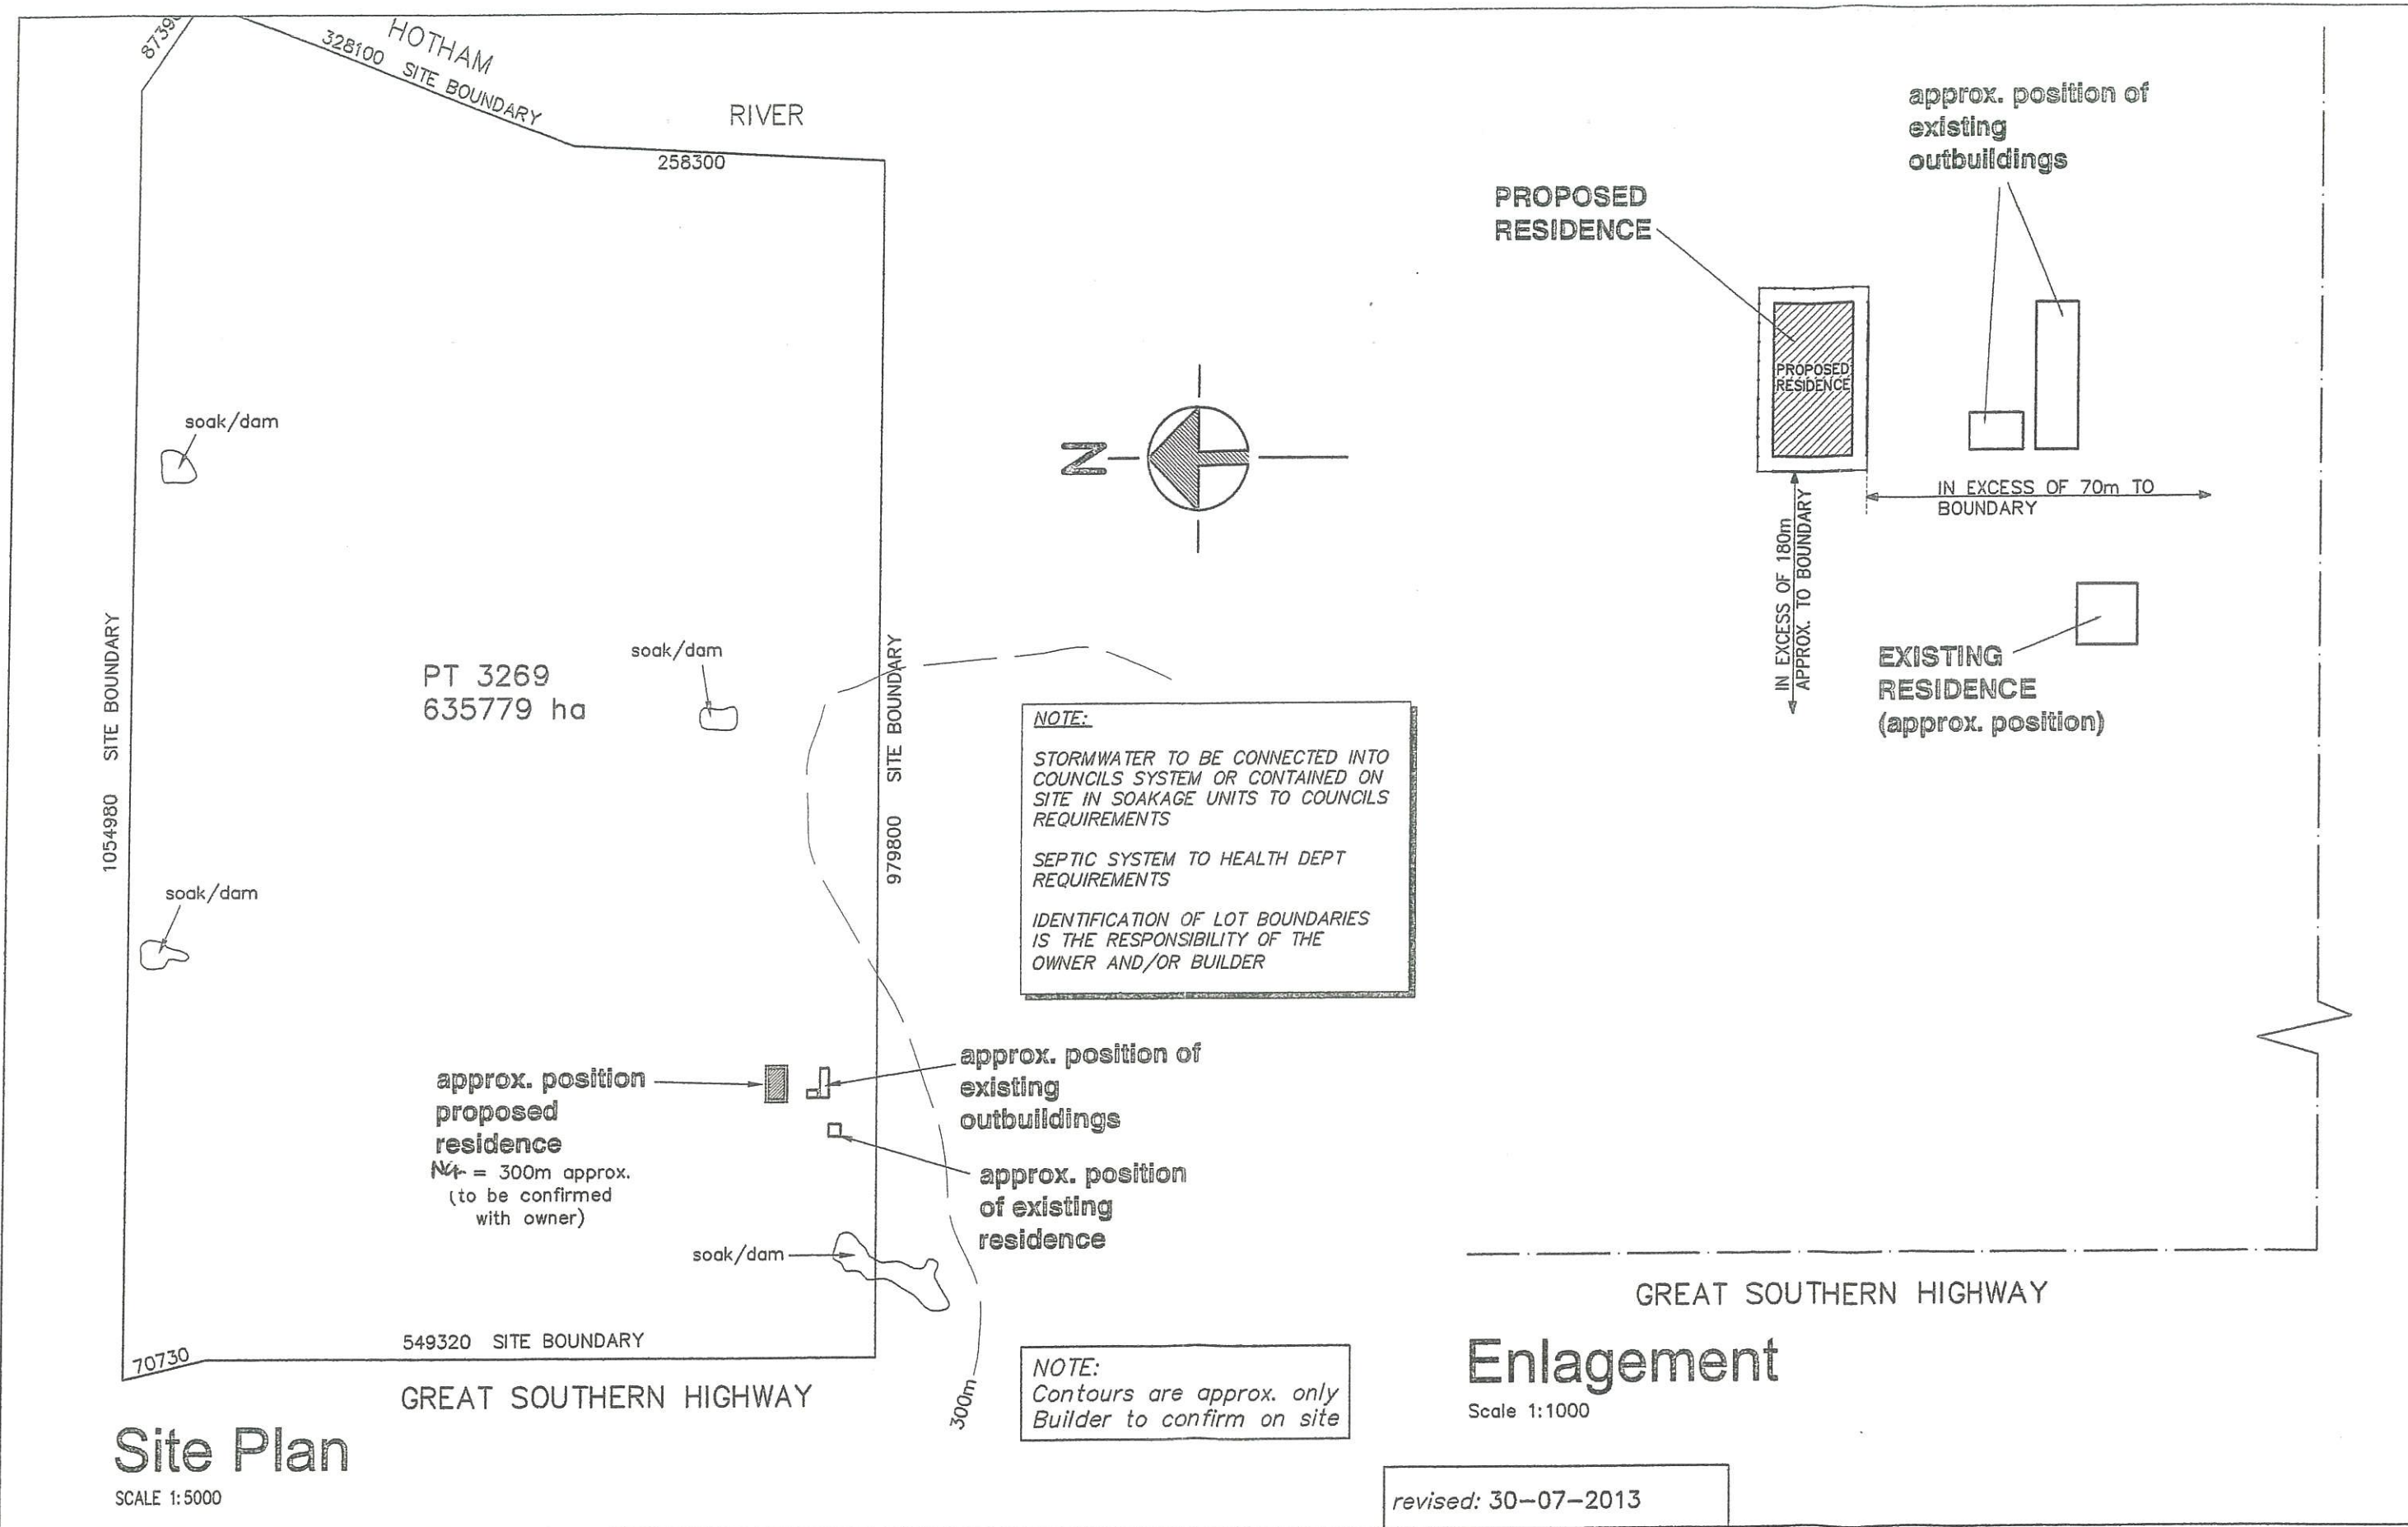 8739
HOTHAM
328100 SITE BOUNDARY
RIVER
258300
soak/dam
1054980 SITE BOUNDARY
PT 3269
635779 ha
soak/dam
979800 SITE BOUNDARY
soak/dam
approx. position
proposed
residence
= 300m approx.
(to be confirmed
with owner)
approx. position of
existing
outbuildings
approx. position
of existing
residence
soak/dam
549320 SITE BOUNDARY
70730
GREAT SOUTHERN HIGHWAY
300m
Site Plan
SCALE 1:5000
N
NOTE:
STORMWATER TO BE CONNECTED INTO
COUNCILS SYSTEM OR CONTAINED ON
SITE IN SOAKAGE UNITS TO COUNCILS
REQUIREMENTS
SEPTIC SYSTEM TO HEALTH DEPT
REQUIREMENTS
IDENTIFICATION OF LOT BOUNDARIES
IS THE RESPONSIBILITY OF THE
OWNER AND/OR BUILDER
NOTE:
Contours are approx. only
Builder to confirm on site
approx. position of
existing
outbuildings
PROPOSED
RESIDENCE
PROPOSED
RESIDENCE
IN EXCESS OF 70m TO
BOUNDARY
IN EXCESS OF 180m
APPROX. TO BOUNDARY
EXISTING
RESIDENCE
(approx. position)
GREAT SOUTHERN HIGHWAY
Enlagement
Scale 1:1000
revised: 30-07-2013